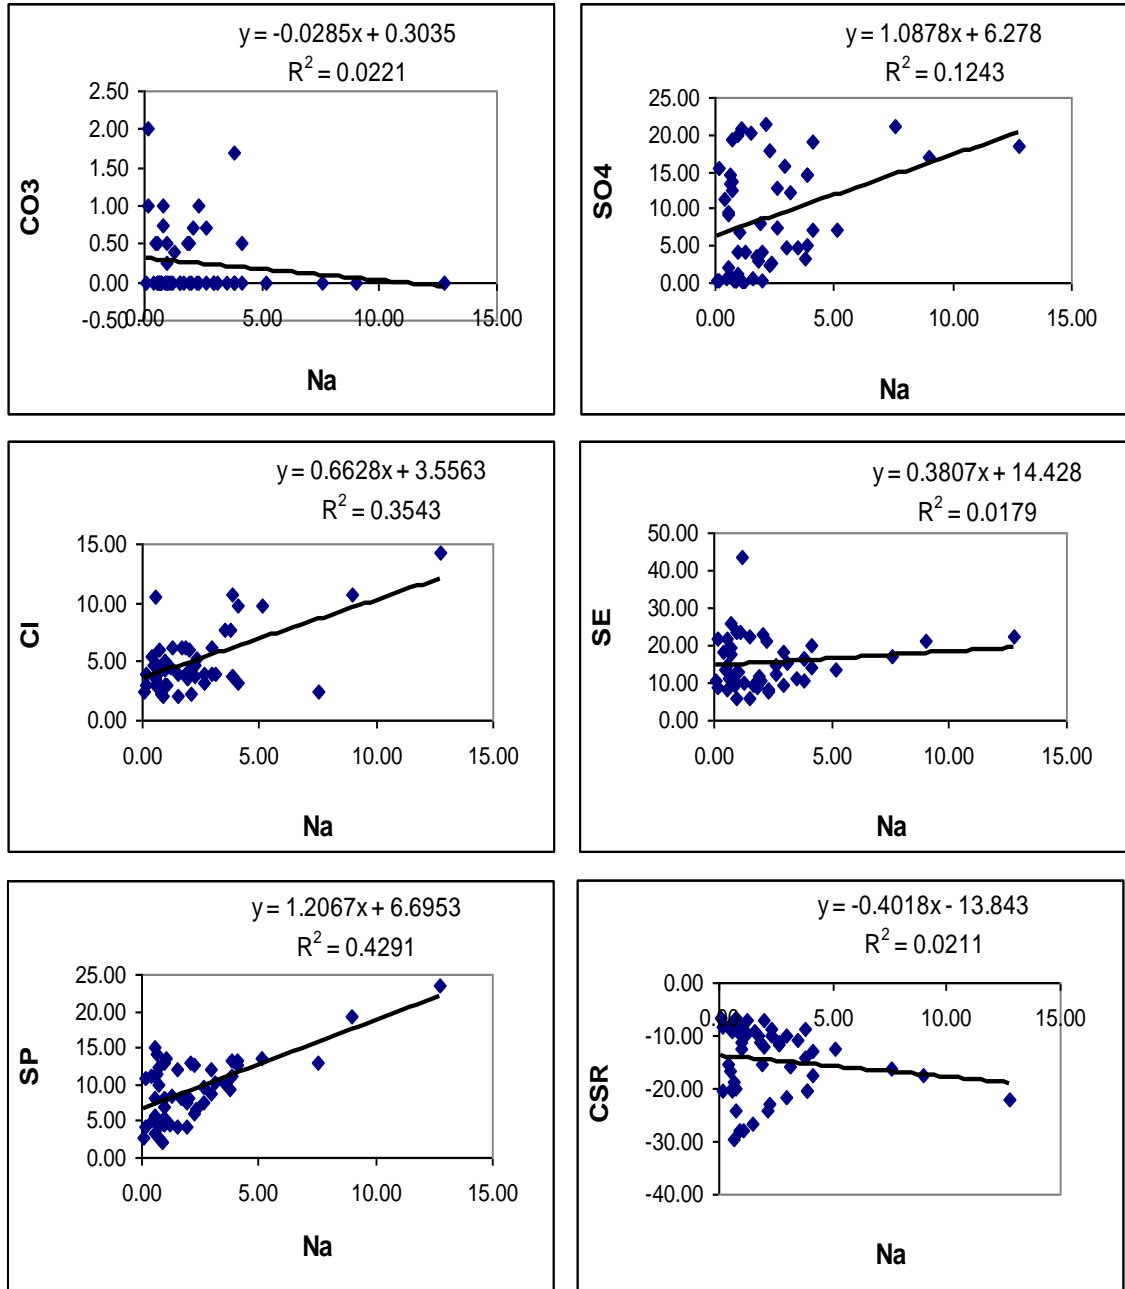 y = -0.0285x + 0.3035
R² = 0.0221
2.50
2.00
1.50
1.00
0.50
0.00
-0.50
0.00 5.00 10.00 15.00
CO3
Na
y = 1.0878x + 6.278
R² = 0.1243
25.00
20.00
15.00
10.00
5.00
0.00
0.00 5.00 10.00 15.00
SO4
Na
y = 0.6628x + 3.5563
R² = 0.3543
15.00
10.00
5.00
0.00
0.00 5.00 10.00 15.00
Cl
Na
y = 0.3807x + 14.428
R² = 0.0179
50.00
40.00
30.00
20.00
10.00
0.00
0.00 5.00 10.00 15.00
SE
Na
y = 1.2067x + 6.6953
R² = 0.4291
25.00
20.00
15.00
10.00
5.00
0.00
0.00 5.00 10.00 15.00
SP
Na
y = -0.4018x - 13.843
R² = 0.0211
0.00
-10.00
-20.00
-30.00
-40.00
0.00 5.00 10.00 15.00
CSR
Na